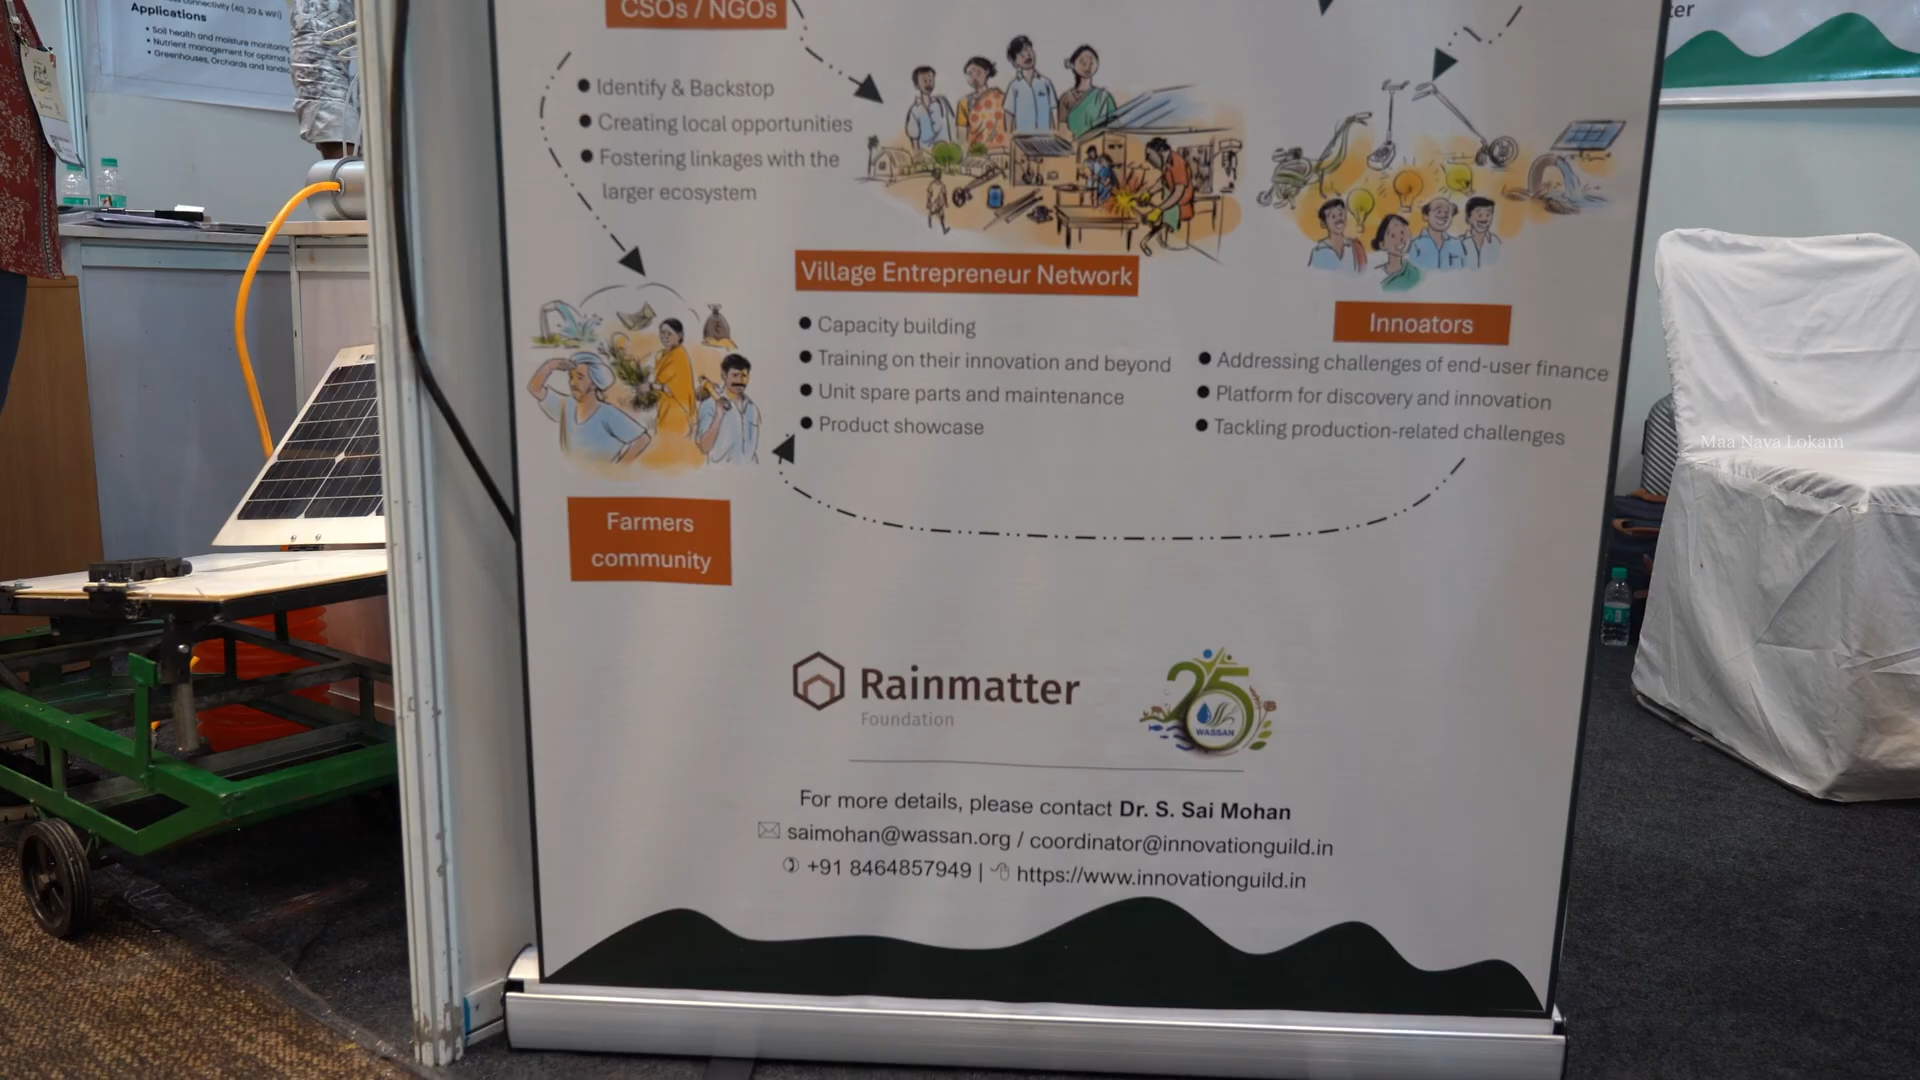 connectivity (4G, 2G & WiFi)
Applications
• Soil health and moisture monitoring
• Nutrient management for optimal
• Greenhouses, Orchards and
CSOs / NGOs
● Identify & Backstop
● Creating local opportunities
● Fostering linkages with the
larger ecosystem
Village Entrepreneur Network
● Capacity building
● Training on their innovation and beyond
● Unit spare parts and maintenance
● Product showcase
Innoators
● Addressing challenges of end-user finance
● Platform for discovery and innovation
● Tackling production-related challenges
Farmers
community
Rainmatter
Foundation
25
WASSAN
For more details, please contact Dr. S. Sai Mohan
saimohan@wassan.org / coordinator@innovationguild.in
+91 8464857949 | https://www.innovationguild.in
Maa Nava Lokam